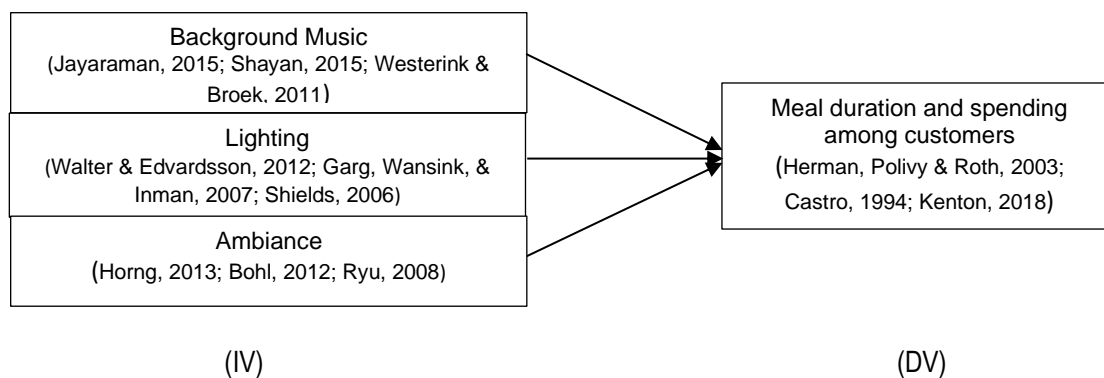 Background Music
(Jayaraman, 2015; Shayan, 2015; Westerink &
Broek, 2011)
Lighting
(Walter & Edvardsson, 2012; Garg, Wansink, &
Inman, 2007; Shields, 2006)
Ambiance
(Horng, 2013; Bohl, 2012; Ryu, 2008)
Meal duration and spending
among customers
(Herman, Polivy & Roth, 2003;
Castro, 1994; Kenton, 2018)
(IV)
(DV)